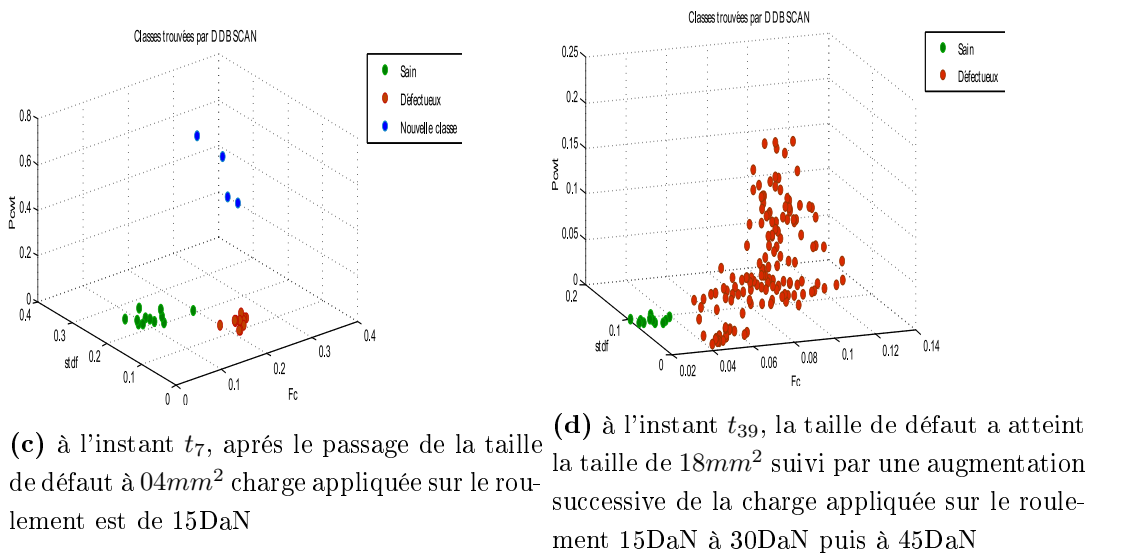 Classes trouvées par DDBSCAN
Sain
Défectueux
Nouvelle classe
0.8
0.6
0.4
0.2
0
Pcwt
0.4
0.3
0.2
0.1
0
stdf
0
0.1
0.2
0.3
0.4
Fc
(c) à l'instant t7, aprés le passage de la taille
de défaut à 04mm2 charge appliquée sur le rou-
lement est de 15DaN
Classes trouvées par DDBSCAN
Sain
Défectueux
0.25
0.2
0.15
0.1
0.05
0
Pcwt
0.2
0.1
0
stdf
0.02
0.04
0.06
0.08
0.1
0.12
0.14
Fc
(d) à l'instant t39, la taille de défaut a atteint
la taille de 18mm2 suivi par une augmentation
successive de la charge appliquée sur le roule-
ment 15DaN à 30DaN puis à 45DaN